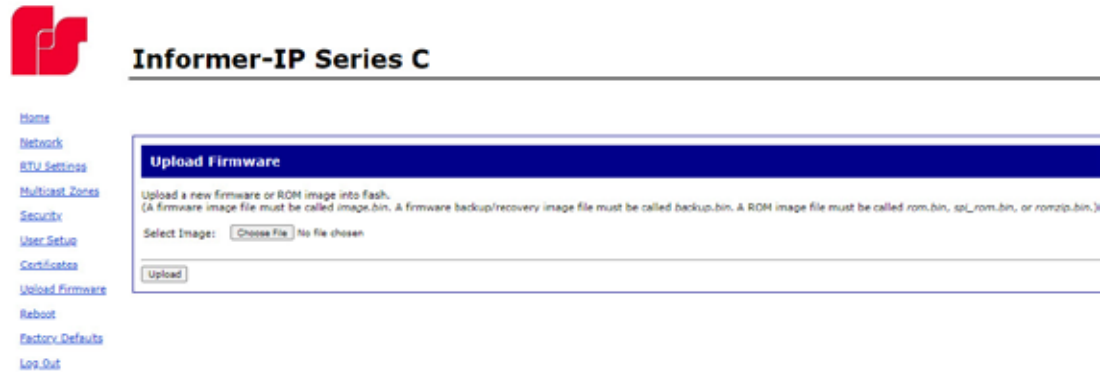 Informer-IP Series C
Home
Network
RTU Settings
Multicast Zones
Security
User Setup
Certificates
Upload Firmware
Reboot
Factory Defaults
Log Out
Upload Firmware
Upload a new firmware or ROM image into flash.
(A firmware image file must be called image.bin. A firmware backup/recovery image file must be called backup.bin. A ROM image file must be called rom.bin, spi_rom.bin, or romzip.bin.)
Select Image: Choose File No file chosen
Upload